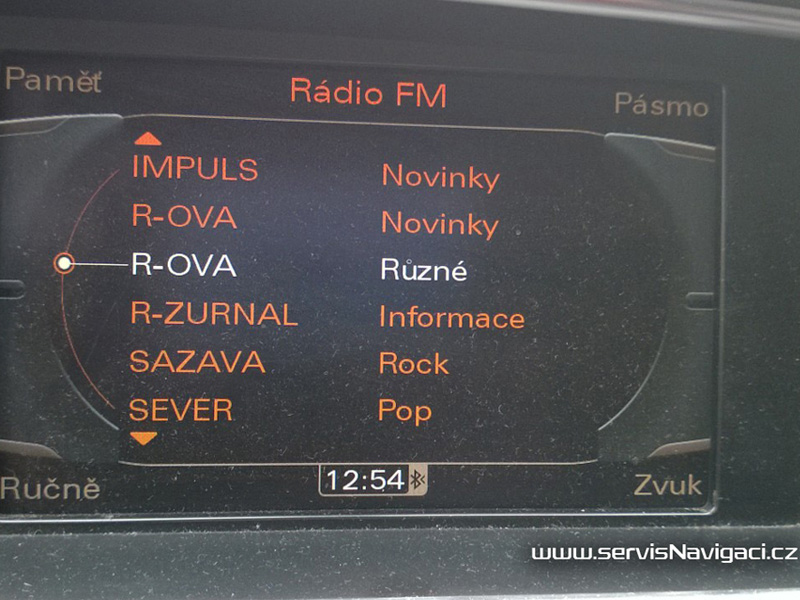 Paměť
Rádio FM
Pásmo
IMPULS Novinky
R-OVA Novinky
R-OVA Různé
R-ZURNAL Informace
SAZAVA Rock
SEVER Pop
Ručně
12:54
Zvuk
www.servisNavigaci.cz